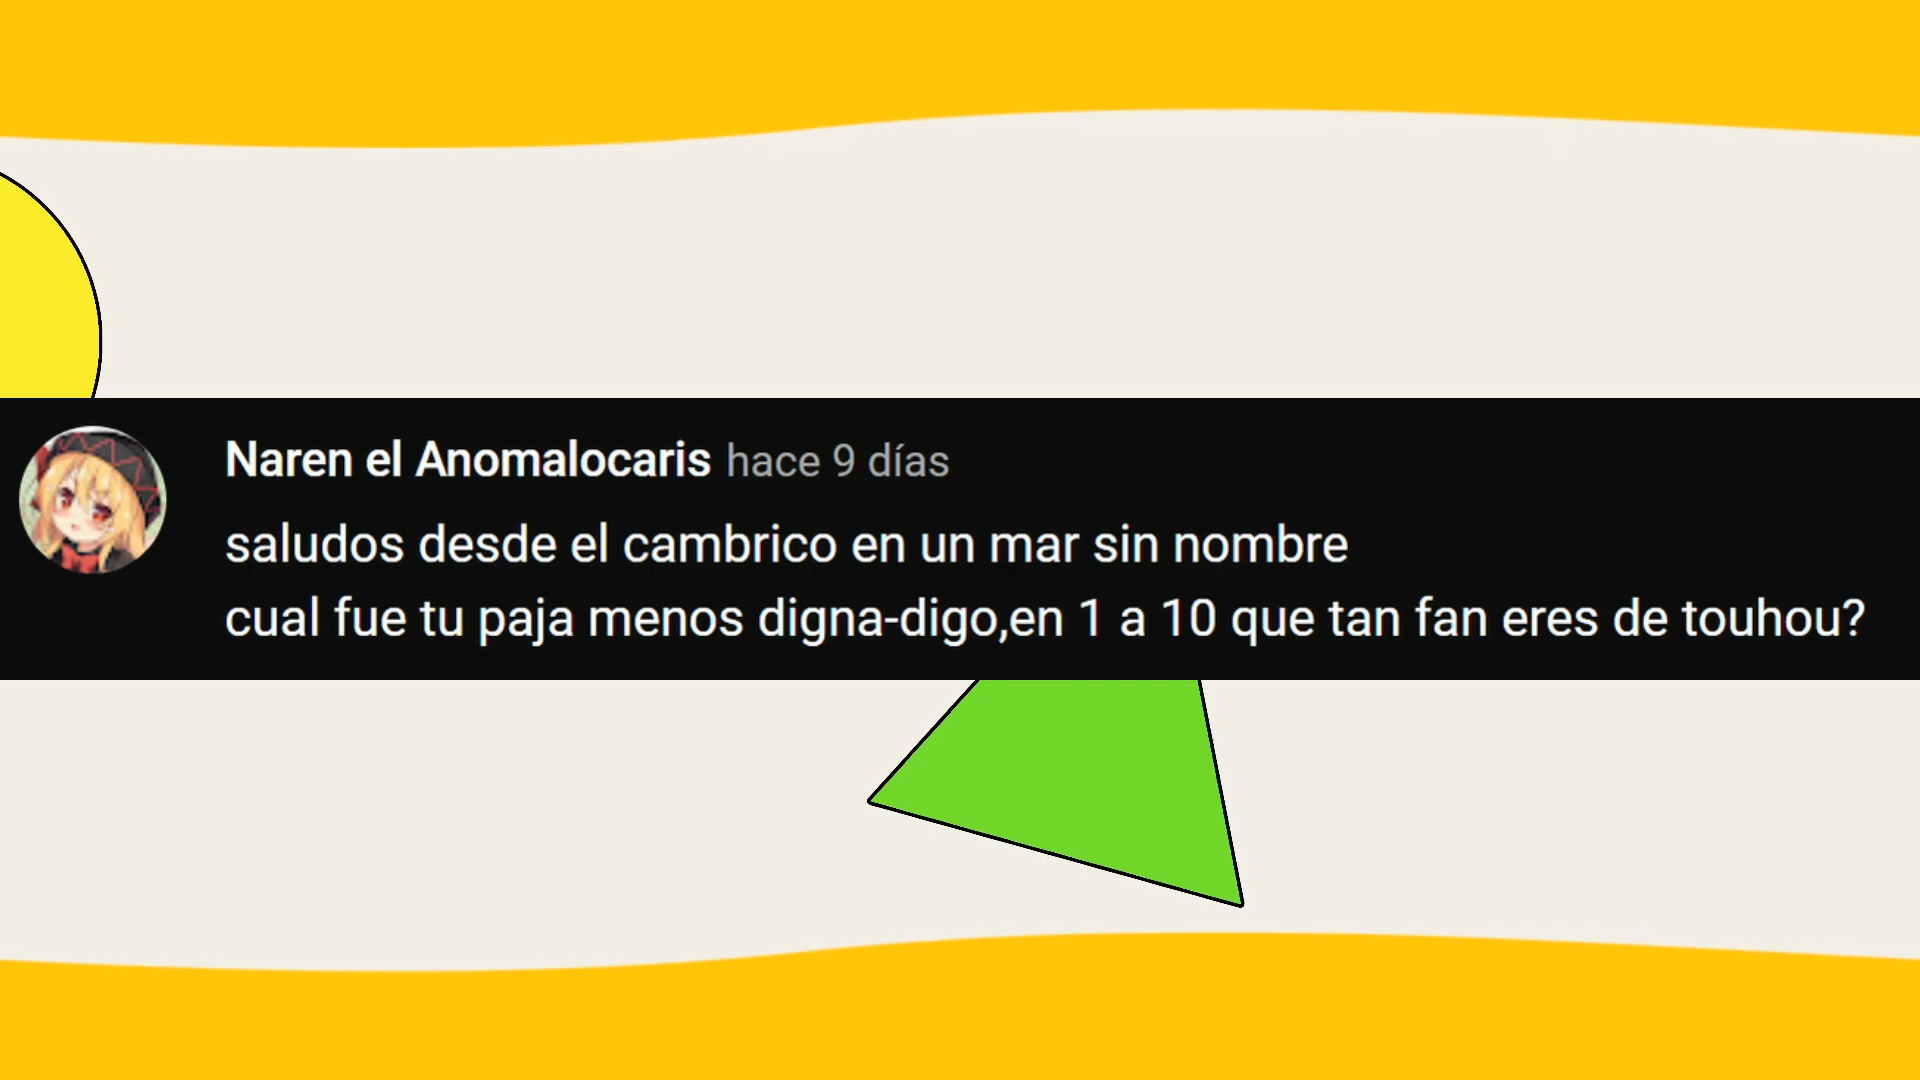 Naren el Anomalocaris hace 9 días
saludos desde el cambrico en un mar sin nombre
cual fue tu paja menos digna-digo,en 1 a 10 que tan fan eres de touhou?